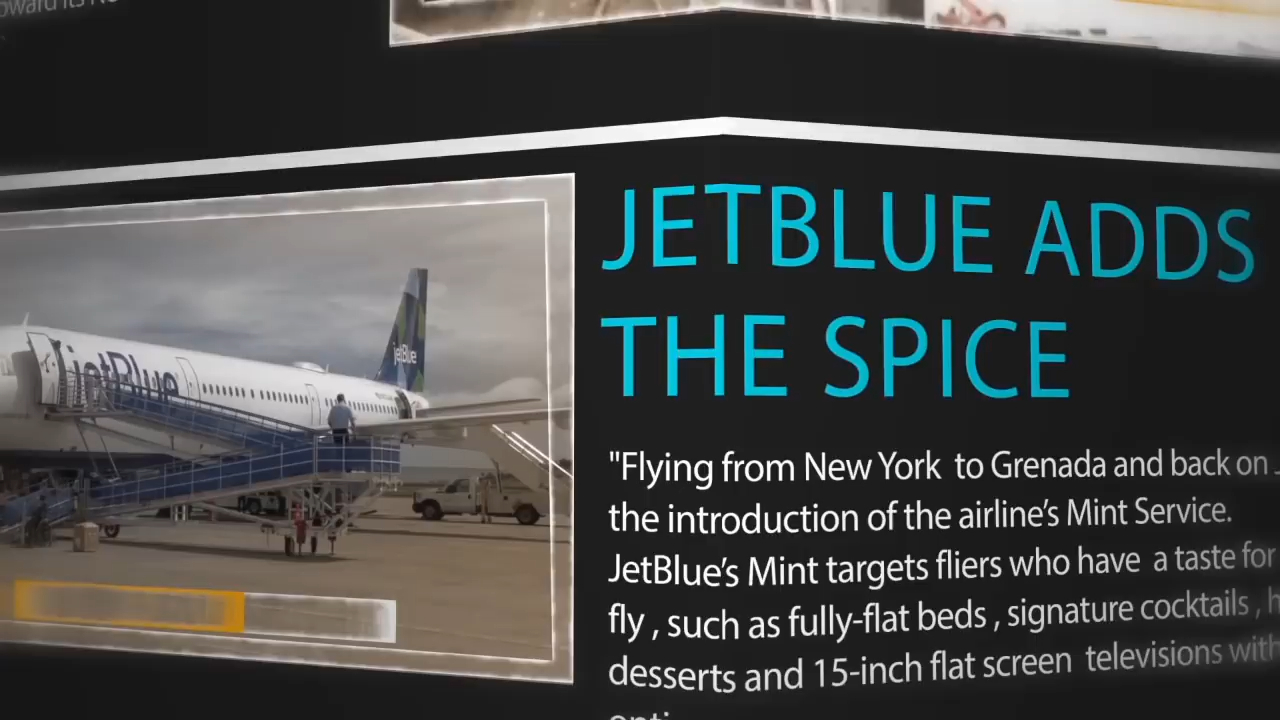 JETBLUE ADDS
THE SPICE
jetBlue
jetBlue
"Flying from New York to Grenada and back on
the introduction of the airline's Mint Service.
JetBlue's Mint targets fliers who have a taste for
fly , such as fully-flat beds , signature cocktails ,
desserts and 15-inch flat screen televisions with